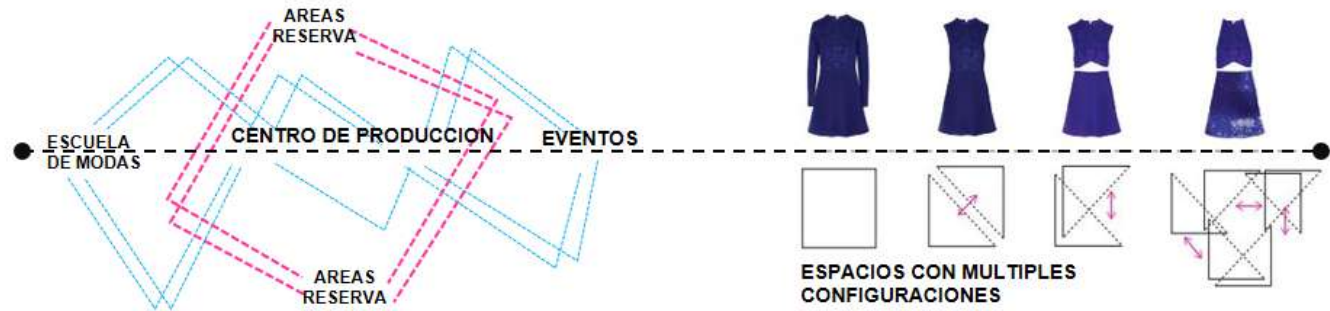 AREAS
RESERVA
ESCUELA
DE MODAS
CENTRO DE PRODUCCION
EVENTOS
AREAS
RESERVA
ESPACIOS CON MULTIPLES
CONFIGURACIONES